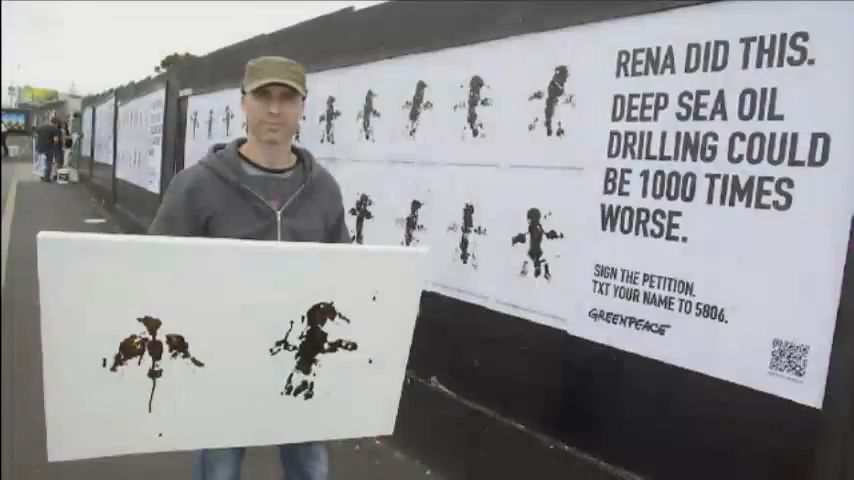 RENA DID THIS.
DEEP SEA OIL
DRILLING COULD
BE 1000 TIMES
WORSE.
SIGN THE PETITION.
TXT YOUR NAME TO 5806.
GREENPEACE